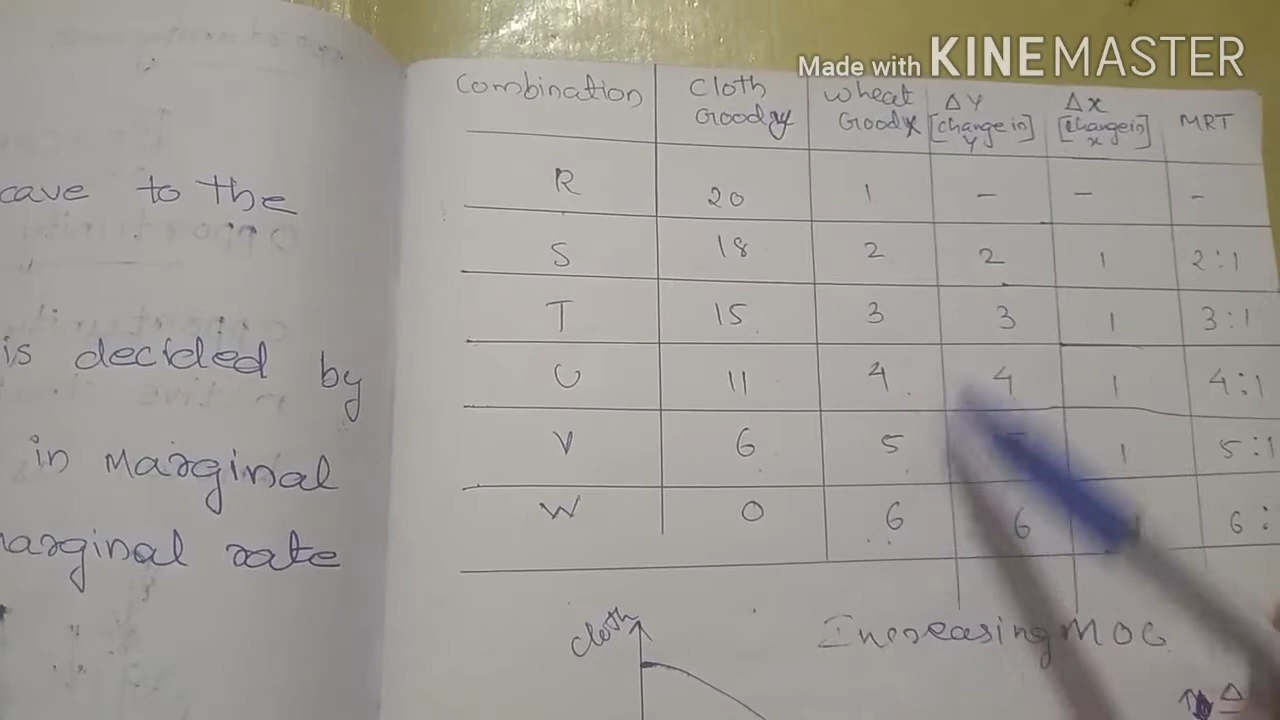 Made with KINEMASTER
cave to the
is decided by
in Marginal
marginal rate
Combination | Cloth Good y | Wheat Good x | ΔY [Change in Y] | ΔX [Change in x] | MRT
R | 20 | 1 | – | – | –
S | 18 | 2 | 2 | 1 | 2:1
T | 15 | 3 | 3 | 1 | 3:1
U | 11 | 4 | 4 | 1 | 4:1
V | 6 | 5 | 1 | 5:1
W | 0 | 6 | 6 | 6:
Cloth
Increasing MOC
Δ